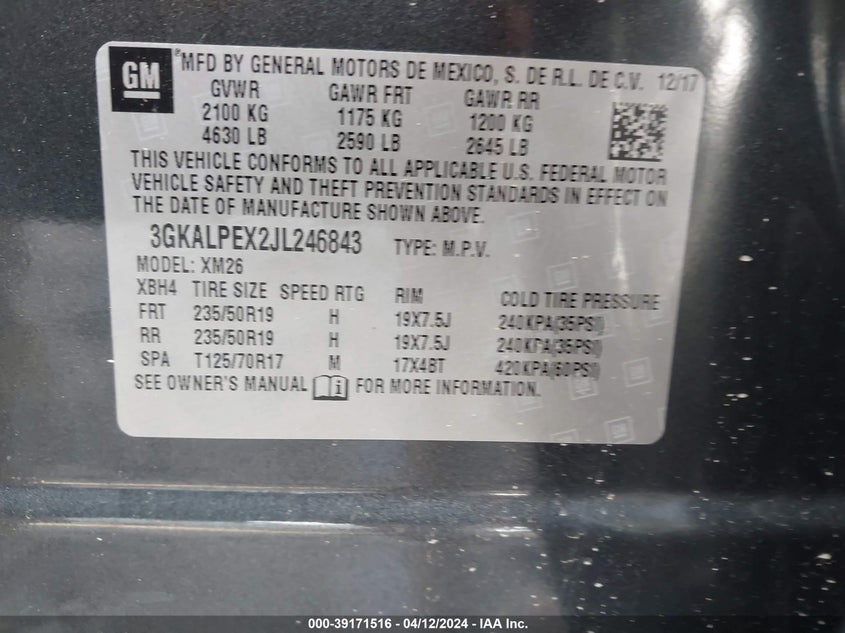 GM
® MFD BY GENERAL MOTORS DE MEXICO, S. DE R.L. DE C.V. 12/17
GVWR GAWR FRT GAWR RR
2100 KG 1175 KG 1200 KG
4630 LB 2590 LB 2645 LB
THIS VEHICLE CONFORMS TO ALL APPLICABLE U.S. FEDERAL MOTOR
VEHICLE SAFETY AND THEFT PREVENTION STANDARDS IN EFFECT ON
THE DATE OF MANUFACTURE SHOWN ABOVE.
3GKALPEX2JL246843 TYPE: M.P.V.
MODEL: XM26
XBH4 TIRE SIZE SPEED RTG RIM COLD TIRE PRESSURE
FRT 235/50R19 H 19X7.5J 240KPA(35PSI)
RR 235/50R19 H 19X7.5J 240KPA(35PSI)
SPA T125/70R17 M 17X4BT 420KPA(60PSI)
SEE OWNER'S MANUAL FOR MORE INFORMATION.
000-39171516 - 04/12/2024 - IAA Inc.